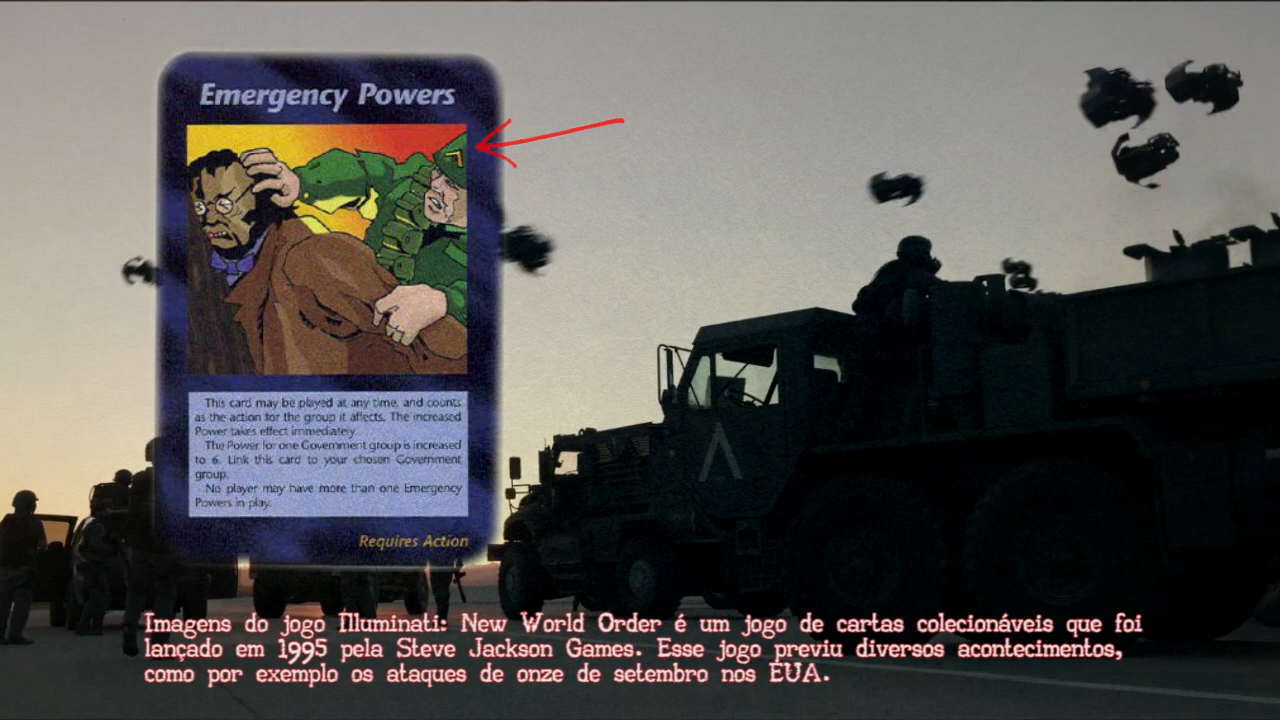 Emergency Powers
This card may be played at any time, and counts
as the action for the group it affects. The increased
Power takes effect immediately.
The Power for one Government group is increased
to 6. Link this card to your chosen Government
group.
No player may have more than one Emergency
Powers in play.
Requires Action
Imagens do jogo Illuminati: New World Order é um jogo de cartas colecionáveis que foi
lançado em 1995 pela Steve Jackson Games. Esse jogo previu diversos acontecimentos,
como por exemplo os ataques de onze de setembro nos EUA.